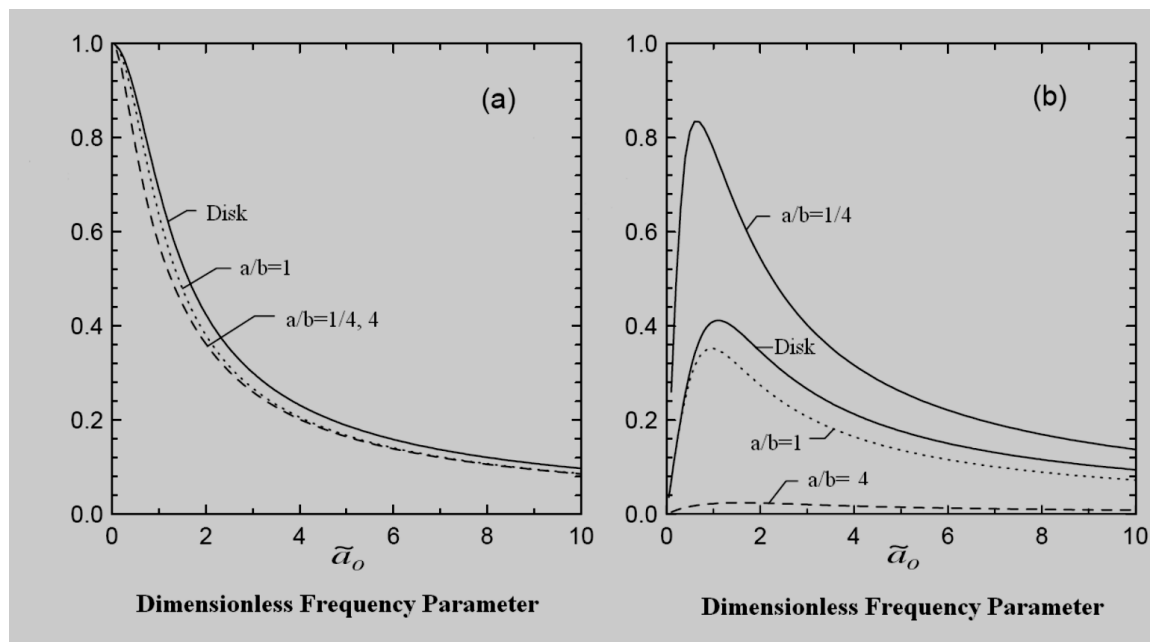 (a)
1.0
0.8
0.6
0.4
0.2
0.0
Disk
a/b=1
a/b=1/4, 4
0 2 4 6 8 10
ã₀
Dimensionless Frequency Parameter
(b)
1.0
0.8
0.6
0.4
0.2
0.0
a/b=1/4
Disk
a/b=1
a/b= 4
0 2 4 6 8 10
ã₀
Dimensionless Frequency Parameter